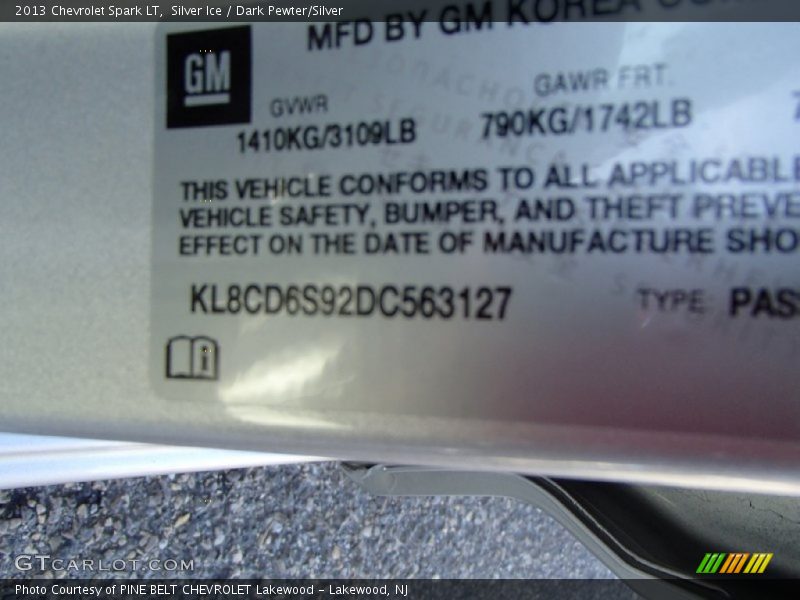 2013 Chevrolet Spark LT, Silver Ice / Dark Pewter/Silver
MFD BY GM KOREA
GM
GVWR
GAWR FRT.
1410KG/3109LB
790KG/1742LB
THIS VEHICLE CONFORMS TO ALL APPLICABLE
VEHICLE SAFETY, BUMPER, AND THEFT PREVE
EFFECT ON THE DATE OF MANUFACTURE SHO
KL8CD6S92DC563127
TYPE: PAS
GTCARLOT.COM
Photo Courtesy of PINE BELT CHEVROLET Lakewood - Lakewood, NJ